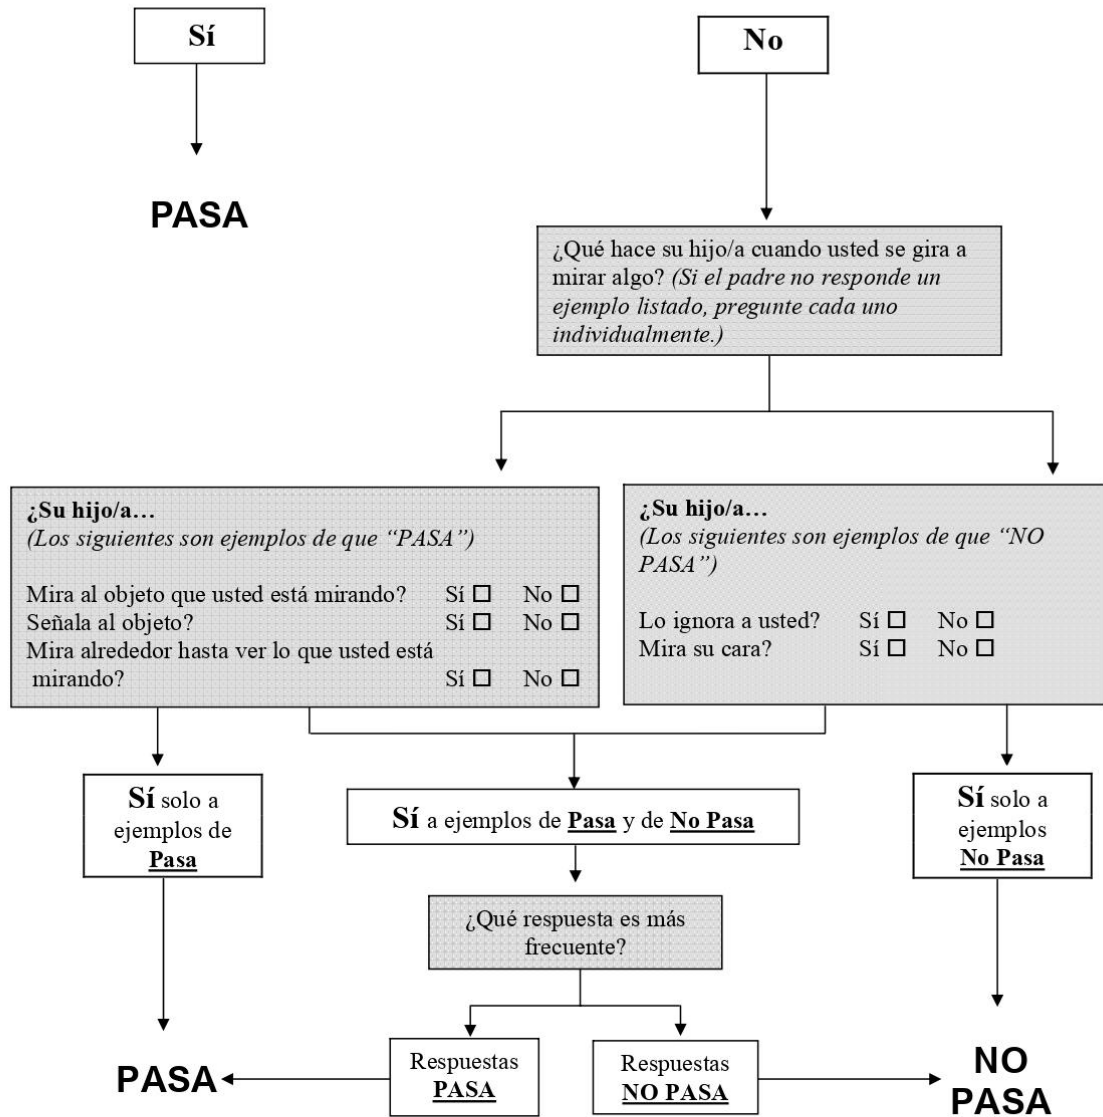 Sí
No
PASA
¿Qué hace su hijo/a cuando usted se gira a
mirar algo? (Si el padre no responde un
ejemplo listado, pregunte cada uno
individualmente.)
¿Su hijo/a…
(Los siguientes son ejemplos de que “PASA”)
Mira al objeto que usted está mirando? Sí ☐ No ☐
Señala al objeto? Sí ☐ No ☐
Mira alrededor hasta ver lo que usted está
mirando? Sí ☐ No ☐
¿Su hijo/a…
(Los siguientes son ejemplos de que “NO
PASA”)
Lo ignora a usted? Sí ☐ No ☐
Mira su cara? Sí ☐ No ☐
Sí solo a
ejemplos de
Pasa
Sí a ejemplos de Pasa y de No Pasa
Sí solo a
ejemplos
No Pasa
¿Qué respuesta es más
frecuente?
Respuestas
PASA
Respuestas
NO PASA
PASA
NO
PASA